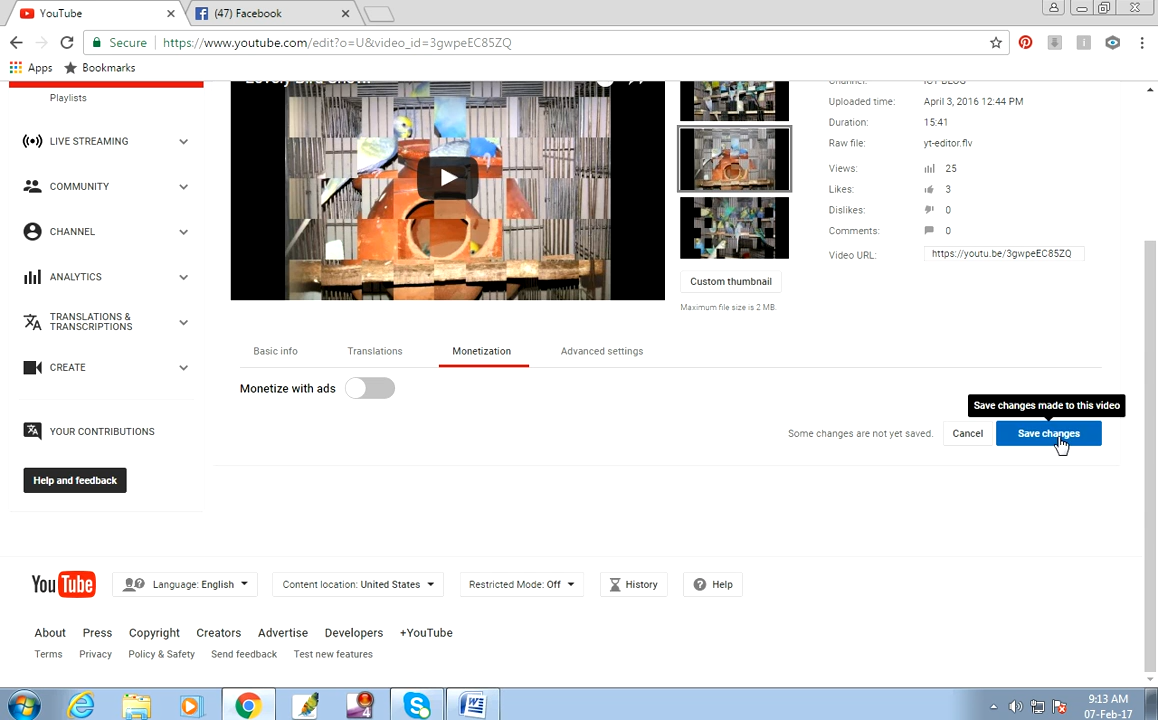 YouTube
(47) Facebook
Secure
https://www.youtube.com/edit?o=U&video_id=3gwpeEC85ZQ
Apps
Bookmarks
Playlists
LIVE STREAMING
COMMUNITY
CHANNEL
ANALYTICS
TRANSLATIONS &
TRANSCRIPTIONS
CREATE
YOUR CONTRIBUTIONS
Help and feedback
Custom thumbnail
Maximum file size is 2 MB.
Channel:
Uploaded time: April 3, 2016 12:44 PM
Duration: 15:41
Raw file: yt-editor.flv
Views: 25
Likes: 3
Dislikes: 0
Comments: 0
Video URL: https://youtu.be/3gwpeEC85ZQ
Basic info
Translations
Monetization
Advanced settings
Monetize with ads
Save changes made to this video
Some changes are not yet saved.
Cancel
Save changes
YouTube
Language: English
Content location: United States
Restricted Mode: Off
History
Help
About Press Copyright Creators Advertise Developers +YouTube
Terms Privacy Policy & Safety Send feedback Test new features
4
9:13 AM
07-Feb-17